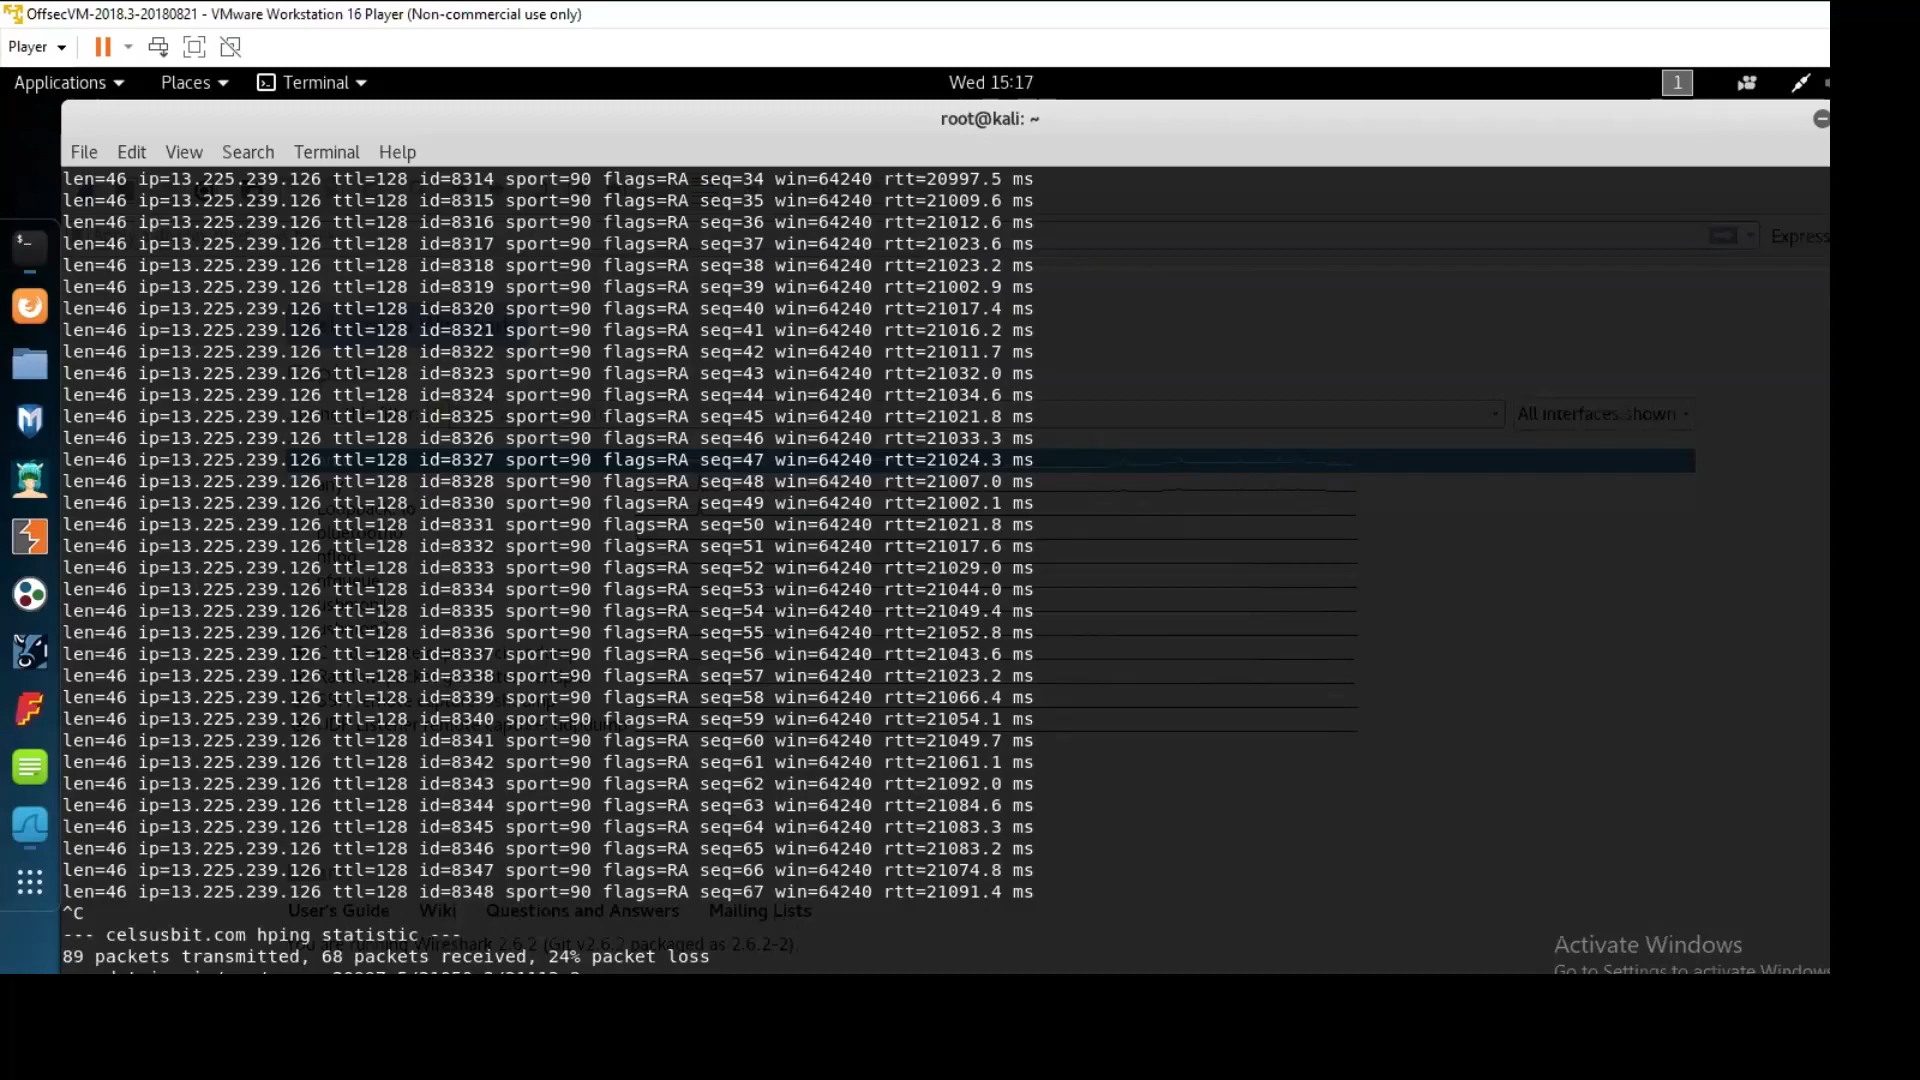 OffsecVM-2018.3-20180821 - VMware Workstation 16 Player (Non-commercial use only)
Player
Applications Places Terminal Wed 15:17 1
root@kali: ~
File Edit View Search Terminal Help
len=46 ip=13.225.239.126 ttl=128 id=8314 sport=90 flags=RA seq=34 win=64240 rtt=20997.5 ms
len=46 ip=13.225.239.126 ttl=128 id=8315 sport=90 flags=RA seq=35 win=64240 rtt=21009.6 ms
len=46 ip=13.225.239.126 ttl=128 id=8316 sport=90 flags=RA seq=36 win=64240 rtt=21012.6 ms
Express
len=46 ip=13.225.239.126 ttl=128 id=8317 sport=90 flags=RA seq=37 win=64240 rtt=21023.6 ms
len=46 ip=13.225.239.126 ttl=128 id=8318 sport=90 flags=RA seq=38 win=64240 rtt=21023.2 ms
len=46 ip=13.225.239.126 ttl=128 id=8319 sport=90 flags=RA seq=39 win=64240 rtt=21002.9 ms
len=46 ip=13.225.239.126 ttl=128 id=8320 sport=90 flags=RA seq=40 win=64240 rtt=21017.4 ms
len=46 ip=13.225.239.126 ttl=128 id=8321 sport=90 flags=RA seq=41 win=64240 rtt=21016.2 ms
len=46 ip=13.225.239.126 ttl=128 id=8322 sport=90 flags=RA seq=42 win=64240 rtt=21011.7 ms
len=46 ip=13.225.239.126 ttl=128 id=8323 sport=90 flags=RA seq=43 win=64240 rtt=21032.0 ms
len=46 ip=13.225.239.126 ttl=128 id=8324 sport=90 flags=RA seq=44 win=64240 rtt=21034.6 ms
len=46 ip=13.225.239.126 ttl=128 id=8325 sport=90 flags=RA seq=45 win=64240 rtt=21021.8 ms
All interfaces shown
len=46 ip=13.225.239.126 ttl=128 id=8326 sport=90 flags=RA seq=46 win=64240 rtt=21033.3 ms
len=46 ip=13.225.239.126 ttl=128 id=8327 sport=90 flags=RA seq=47 win=64240 rtt=21024.3 ms
len=46 ip=13.225.239.126 ttl=128 id=8328 sport=90 flags=RA seq=48 win=64240 rtt=21007.0 ms
len=46 ip=13.225.239.126 ttl=128 id=8330 sport=90 flags=RA seq=49 win=64240 rtt=21002.1 ms
len=46 ip=13.225.239.126 ttl=128 id=8331 sport=90 flags=RA seq=50 win=64240 rtt=21021.8 ms
len=46 ip=13.225.239.126 ttl=128 id=8332 sport=90 flags=RA seq=51 win=64240 rtt=21017.6 ms
len=46 ip=13.225.239.126 ttl=128 id=8333 sport=90 flags=RA seq=52 win=64240 rtt=21029.0 ms
len=46 ip=13.225.239.126 ttl=128 id=8334 sport=90 flags=RA seq=53 win=64240 rtt=21044.0 ms
len=46 ip=13.225.239.126 ttl=128 id=8335 sport=90 flags=RA seq=54 win=64240 rtt=21049.4 ms
len=46 ip=13.225.239.126 ttl=128 id=8336 sport=90 flags=RA seq=55 win=64240 rtt=21052.8 ms
len=46 ip=13.225.239.126 ttl=128 id=8337 sport=90 flags=RA seq=56 win=64240 rtt=21043.6 ms
len=46 ip=13.225.239.126 ttl=128 id=8338 sport=90 flags=RA seq=57 win=64240 rtt=21023.2 ms
len=46 ip=13.225.239.126 ttl=128 id=8339 sport=90 flags=RA seq=58 win=64240 rtt=21066.4 ms
len=46 ip=13.225.239.126 ttl=128 id=8340 sport=90 flags=RA seq=59 win=64240 rtt=21054.1 ms
len=46 ip=13.225.239.126 ttl=128 id=8341 sport=90 flags=RA seq=60 win=64240 rtt=21049.7 ms
len=46 ip=13.225.239.126 ttl=128 id=8342 sport=90 flags=RA seq=61 win=64240 rtt=21061.1 ms
len=46 ip=13.225.239.126 ttl=128 id=8343 sport=90 flags=RA seq=62 win=64240 rtt=21092.0 ms
len=46 ip=13.225.239.126 ttl=128 id=8344 sport=90 flags=RA seq=63 win=64240 rtt=21084.6 ms
len=46 ip=13.225.239.126 ttl=128 id=8345 sport=90 flags=RA seq=64 win=64240 rtt=21083.3 ms
len=46 ip=13.225.239.126 ttl=128 id=8346 sport=90 flags=RA seq=65 win=64240 rtt=21083.2 ms
len=46 ip=13.225.239.126 ttl=128 id=8347 sport=90 flags=RA seq=66 win=64240 rtt=21074.8 ms
len=46 ip=13.225.239.126 ttl=128 id=8348 sport=90 flags=RA seq=67 win=64240 rtt=21091.4 ms
^C
User's Guide Wiki Questions and Answers Mailing Lists
--- celsusbit.com hping statistic ---
You are running Wireshark 2.6.2 (Git v2.6.2 packaged as 2.6.2-2)
89 packets transmitted, 68 packets received, 24% packet loss
Activate Windows
Go to Settings to activate Windows